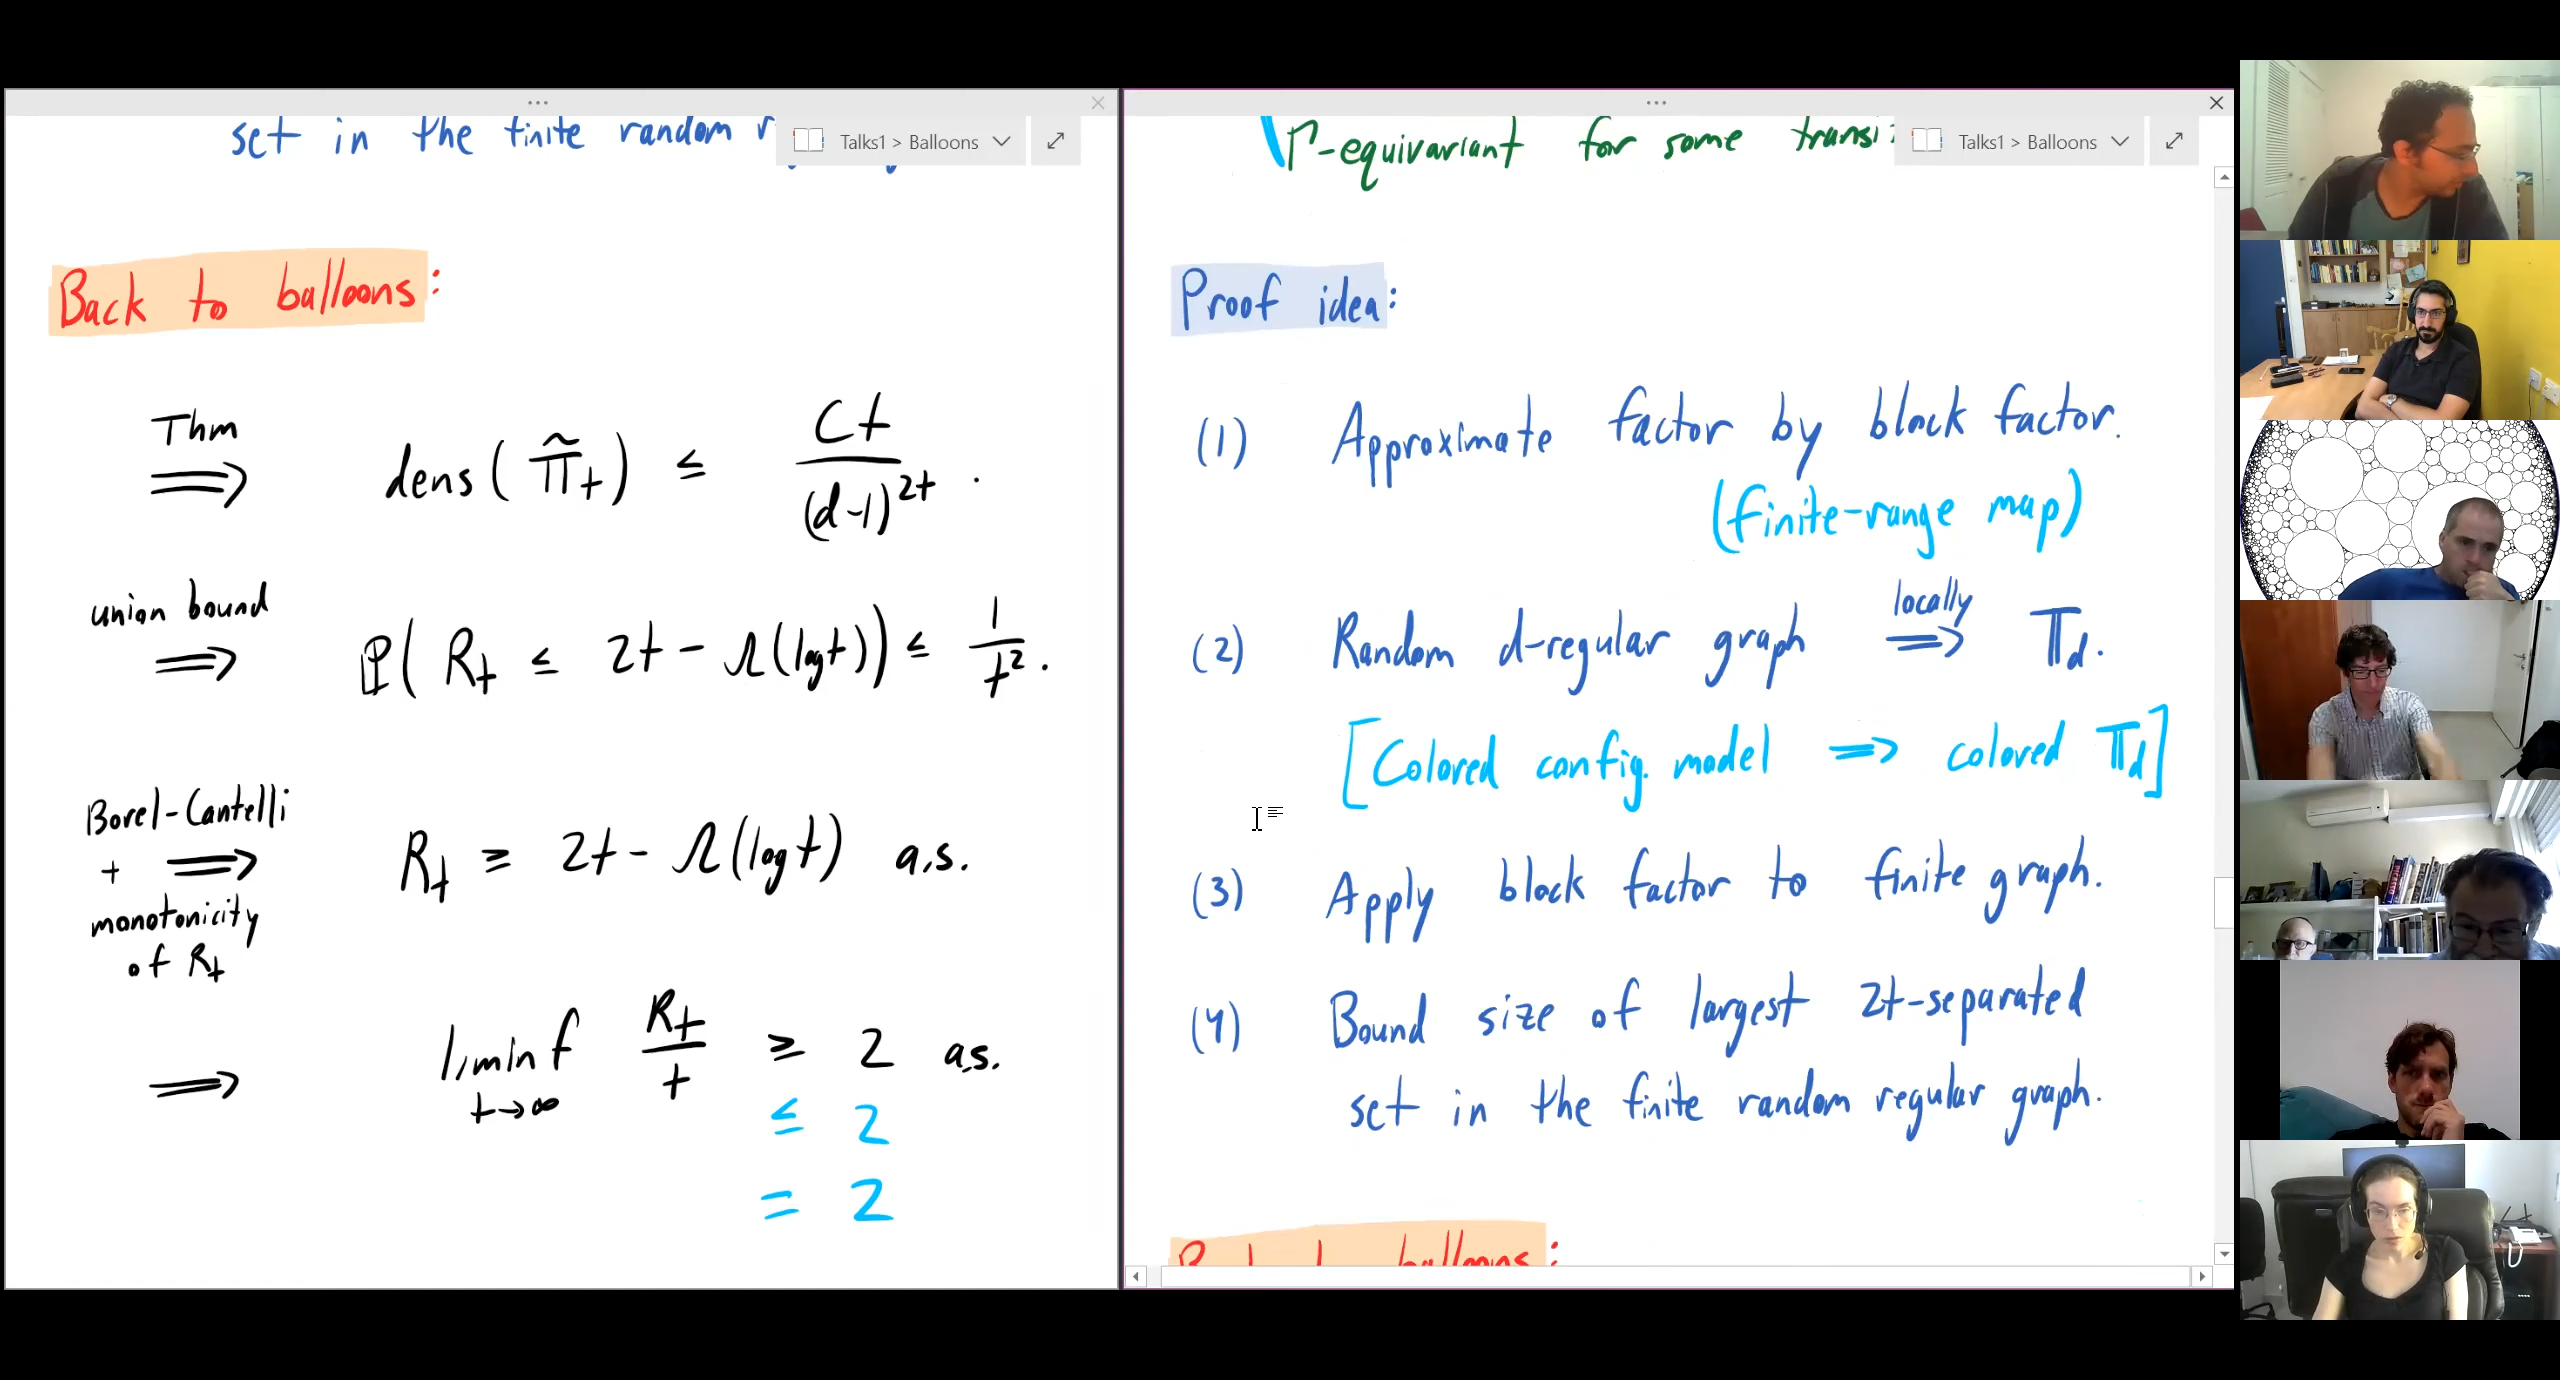 set in the finite random
Talks1 > Balloons
Back to balloons:
Thm ⟹ dens(Π̃_t) ≤ Ct / (d-1)^{2t} .
union bound ⟹ ℙ(R_t ≤ 2t - Ω(log t)) ≤ 1/t².
Borel-Cantelli
+ ⟹ R_t ≥ 2t - Ω(log t) a.s.
monotonicity
of R_t
⟹ liminf_{t→∞} R_t/t ≥ 2 a.s.
≤ 2
= 2
Γ-equivariant for some
Talks1 > Balloons
Proof idea:
(1) Approximate factor by block factor.
(finite-range map)
(2) Random d-regular graph locally ⟹ 𝕋_d.
[Colored config. model ⟹ colored 𝕋_d]
(3) Apply block factor to finite graph.
(4) Bound size of largest 2t-separated
set in the finite random regular graph.